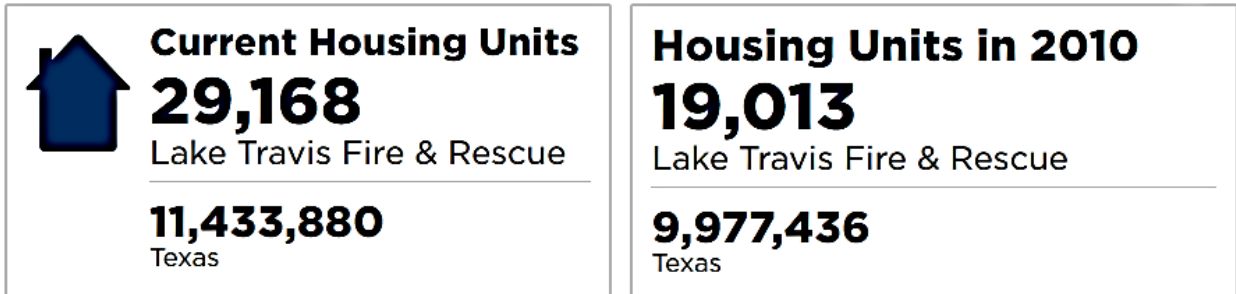 Current Housing Units
29,168
Lake Travis Fire & Rescue
11,433,880
Texas
Housing Units in 2010
19,013
Lake Travis Fire & Rescue
9,977,436
Texas